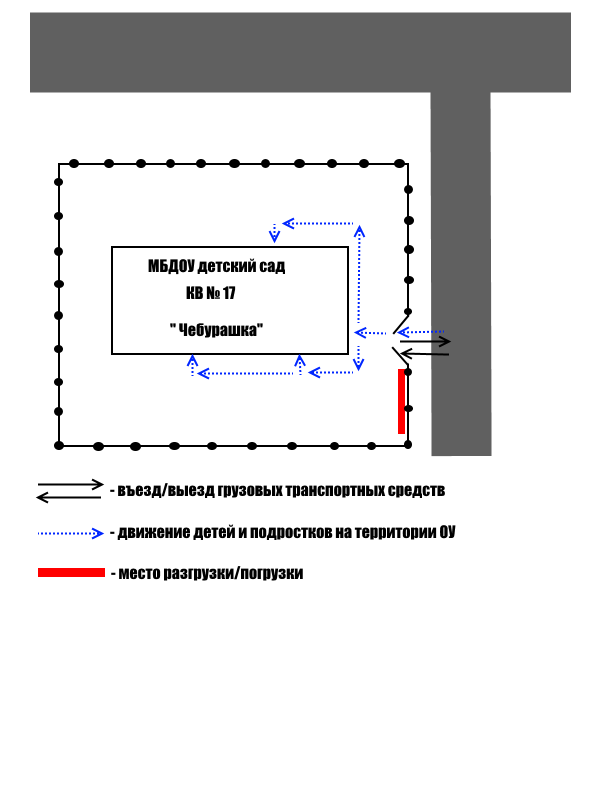 МБДОУ детский сад
КВ № 17
" Чебурашка"
- въезд/выезд грузовых транспортных средств
- движение детей и подростков на территории ОУ
- место разгрузки/погрузки